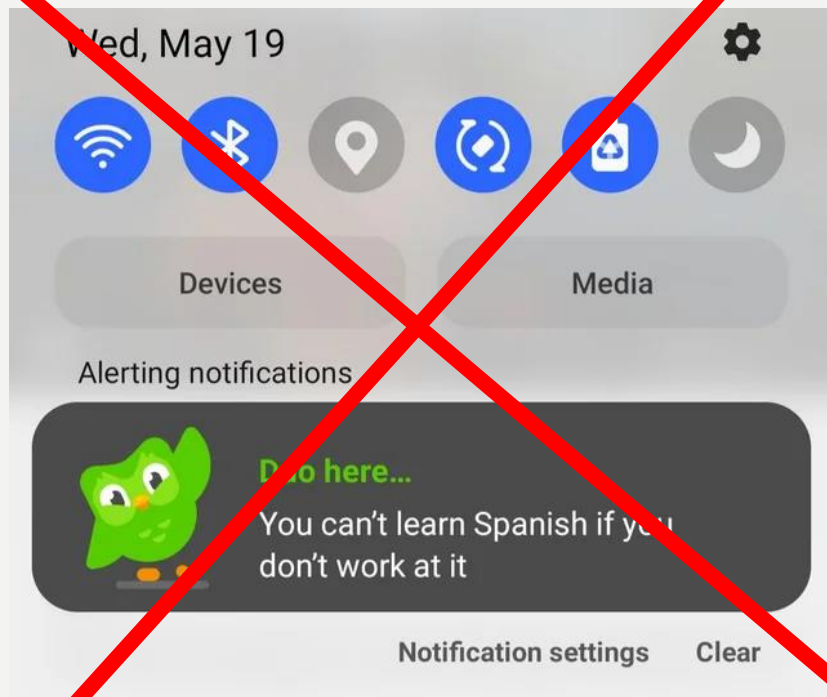 Wed, May 19
Devices
Media
Alerting notifications
Duo here...
You can't learn Spanish if you
don't work at it
Notification settings
Clear